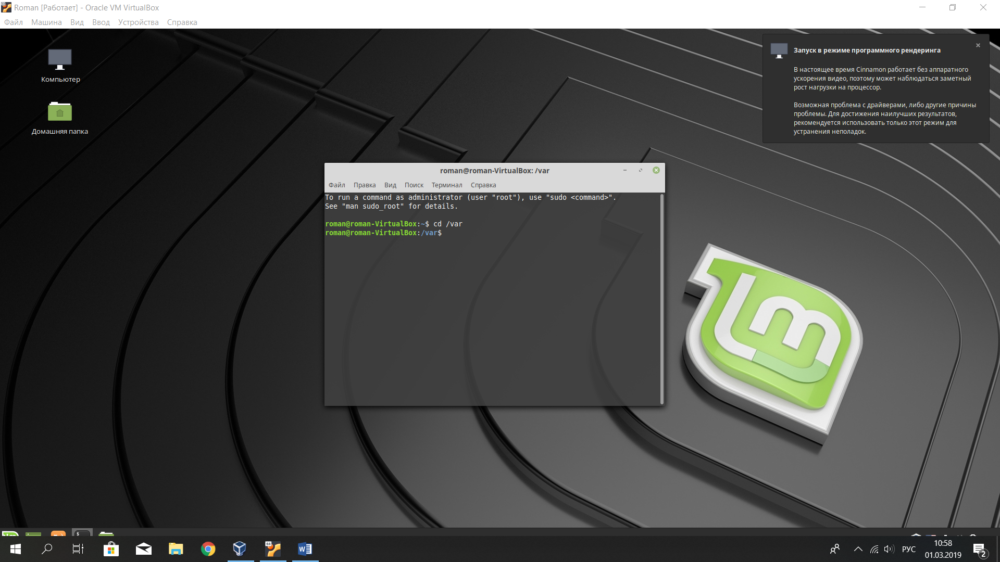 Roman [Работает] - Oracle VM VirtualBox
Файл Машина Вид Ввод Устройства Справка
Компьютер
Домашняя папка
Запуск в режиме программного рендеринга
В настоящее время Cinnamon работает без аппаратного
ускорения видео, поэтому может наблюдаться заметный
рост нагрузки на процессор.
Возможная проблема с драйверами, либо другие причины
проблемы. Для достижения наилучших результатов,
рекомендуется использовать только этот режим для
устранения неполадок.
roman@roman-VirtualBox: /var
Файл Правка Вид Поиск Терминал Справка
To run a command as administrator (user "root"), use "sudo <command>".
See "man sudo_root" for details.
roman@roman-VirtualBox:~$ cd /var
roman@roman-VirtualBox:/var$
lm
$
64
W
РУС
10:58
01.03.2019
2